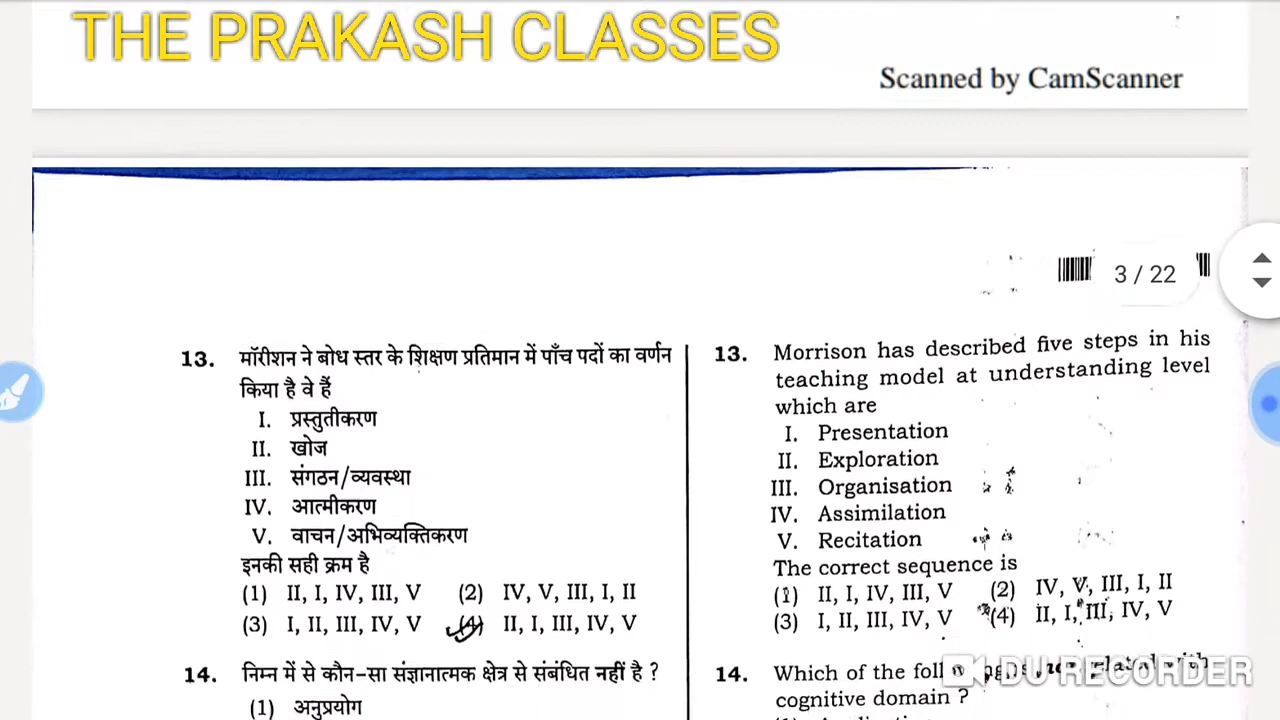 THE PRAKASH CLASSES
Scanned by CamScanner
3 / 22
13. मॉरीशन ने बोध स्तर के शिक्षण प्रतिमान में पाँच पदों का वर्णन
किया है वे हैं
I. प्रस्तुतीकरण
II. खोज
III. संगठन/व्यवस्था
IV. आत्मीकरण
V. वाचन/अभिव्यक्तिकरण
इनकी सही क्रम है
(1) II, I, IV, III, V (2) IV, V, III, I, II
(3) I, II, III, IV, V (4) II, I, III, IV, V
14. निम्न में से कौन-सा संज्ञानात्मक क्षेत्र से संबंधित नहीं है ?
(1) अनुप्रयोग
13. Morrison has described five steps in his
teaching model at understanding level
which are
I. Presentation
II. Exploration
III. Organisation
IV. Assimilation
V. Recitation
The correct sequence is
(1) II, I, IV, III, V (2) IV, V, III, I, II
(3) I, II, III, IV, V (4) II, I, III, IV, V
14. Which of the following is not related with
cognitive domain ?
DU RECORDER